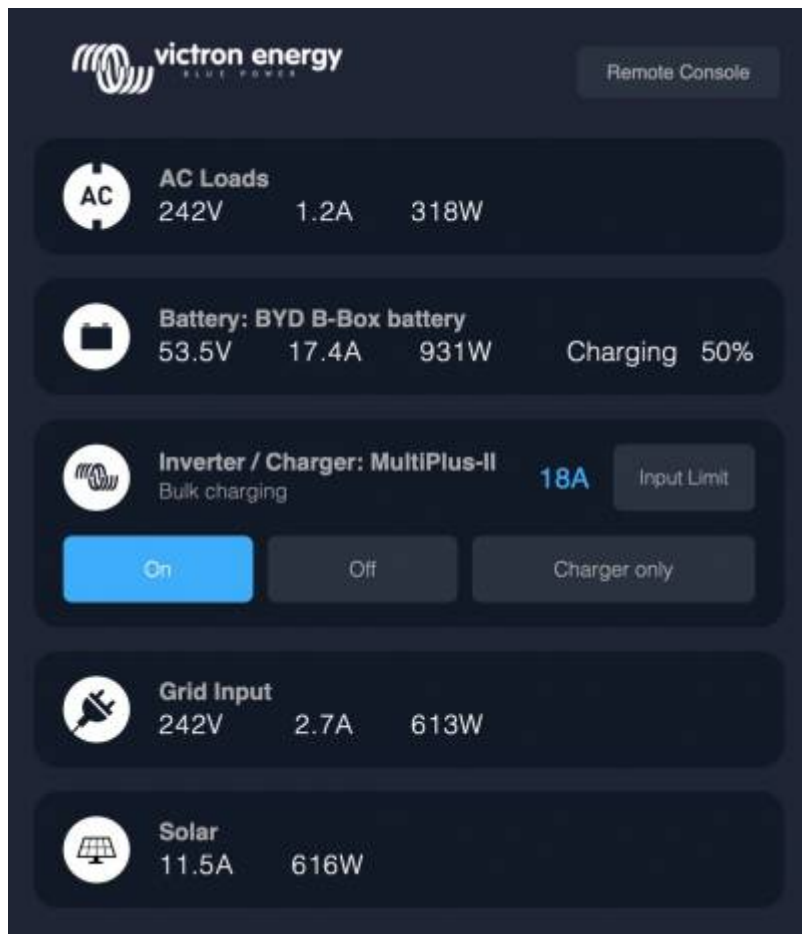 victron energy
BLUE POWER
Remote Console
AC
AC Loads
242V 1.2A 318W
Battery: BYD B-Box battery
53.5V 17.4A 931W Charging 50%
Inverter / Charger: MultiPlus-II
Bulk charging
18A
Input Limit
On Off Charger only
Grid Input
242V 2.7A 613W
Solar
11.5A 616W